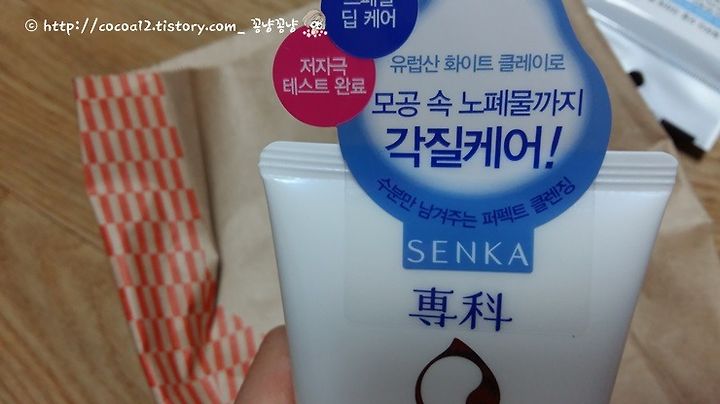 © http://cocoa12.tistory.com_ 꽁냥꽁냥
딥 케어
저자극
테스트 완료
유럽산 화이트 클레이로
모공 속 노폐물까지
각질케어!
수분만 남겨주는 퍼펙트 클렌징
SENKA
専科